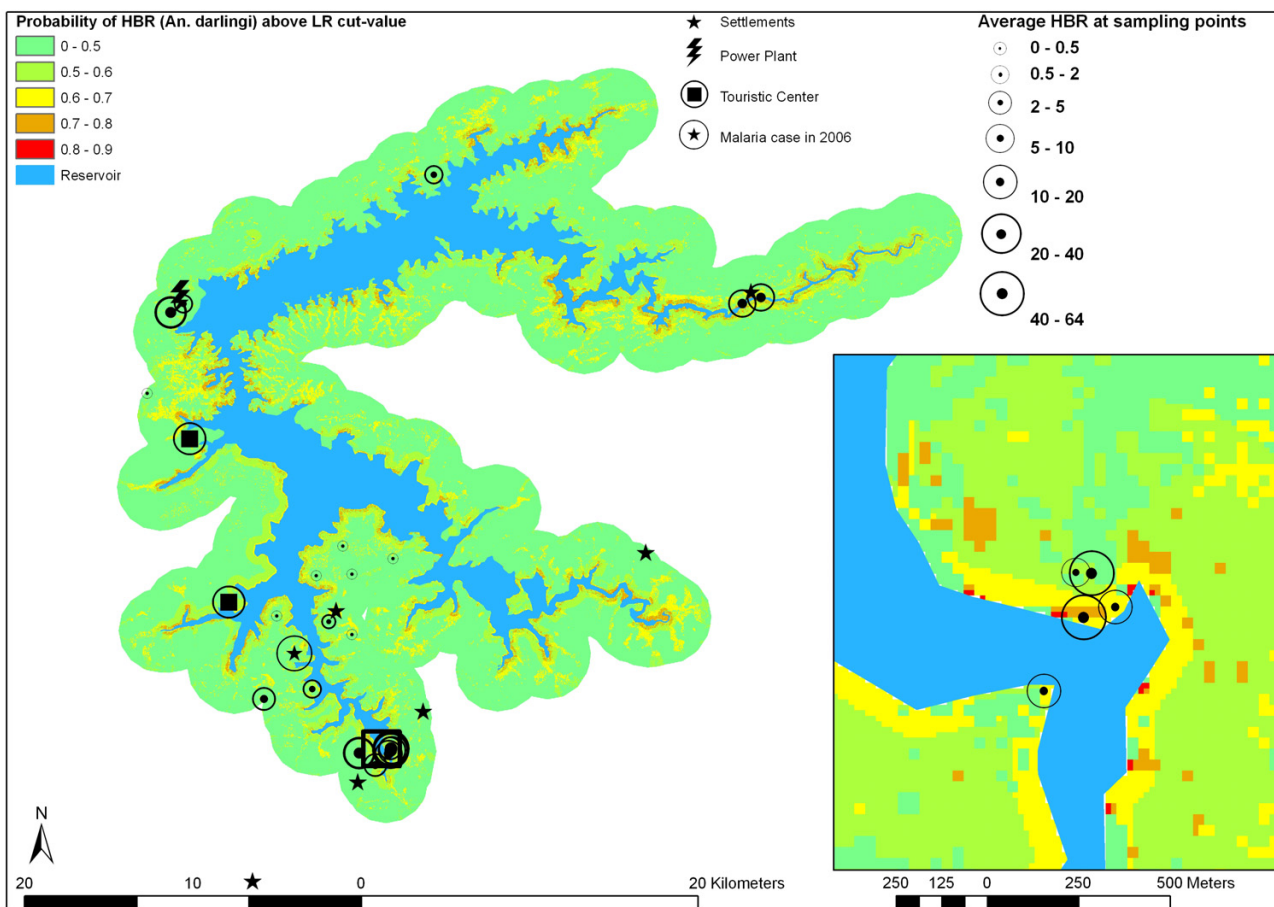 Probability of HBR (An. darlingi) above LR cut-value
0 - 0.5
0.5 - 0.6
0.6 - 0.7
0.7 - 0.8
0.8 - 0.9
Reservoir
Settlements
Power Plant
Touristic Center
Malaria case in 2006
Average HBR at sampling points
0 - 0.5
0.5 - 2
2 - 5
5 - 10
10 - 20
20 - 40
40 - 64
N
20 10 0 20 Kilometers
250 125 0 250 500 Meters